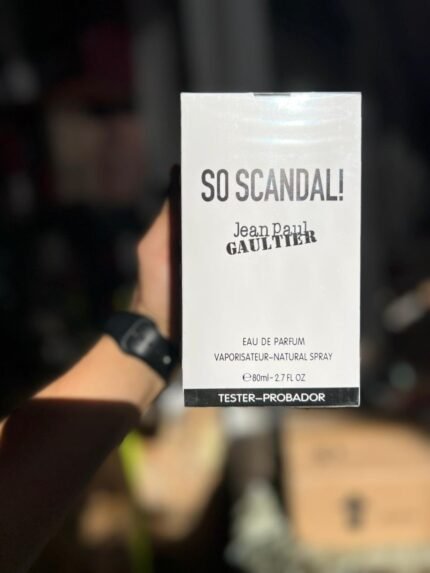 SO SCANDAL!
Jean Paul
GAULTIER
EAU DE PARFUM
VAPORISATEUR-NATURAL SPRAY
℮80ml-2.7 FL OZ
TESTER-PROBADOR